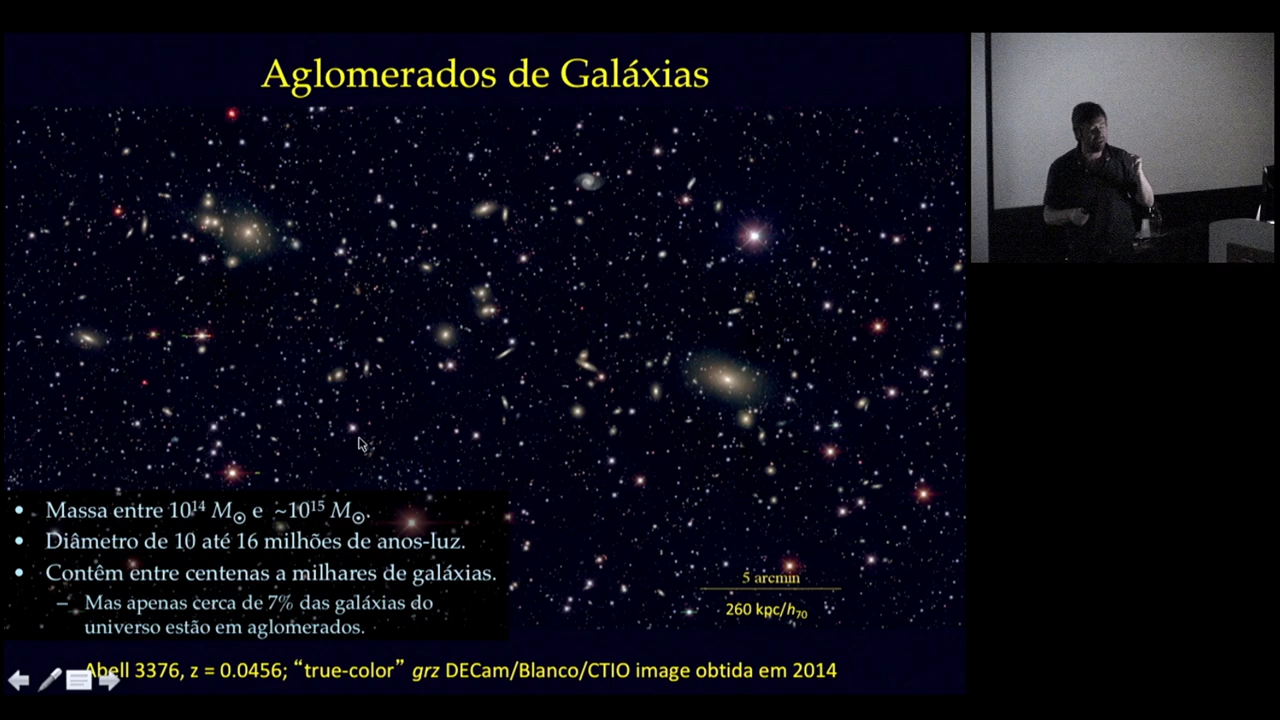 Aglomerados de Galáxias
• Massa entre 10¹⁴ M☉ e ~10¹⁵ M☉.
• Diâmetro de 10 até 16 milhões de anos-luz.
• Contêm entre centenas a milhares de galáxias.
– Mas apenas cerca de 7% das galáxias do
universo estão em aglomerados.
5 arcmin
260 kpc/h₇₀
Abell 3376, z = 0.0456; “true-color” grz DECam/Blanco/CTIO image obtida em 2014